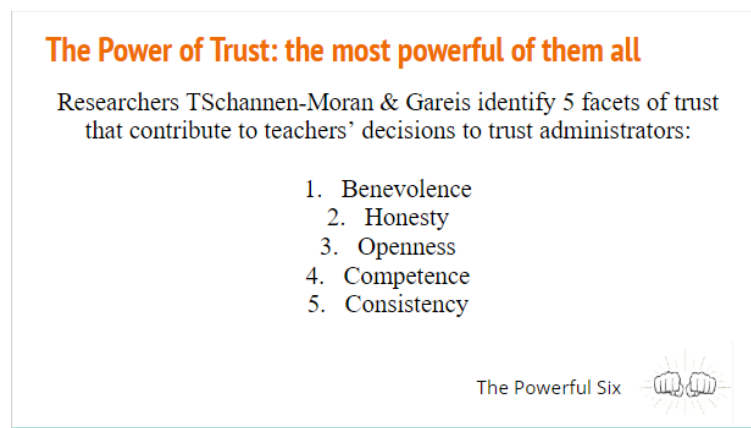 The Power of Trust: the most powerful of them all
Researchers TSchannen-Moran & Gareis identify 5 facets of trust
that contribute to teachers’ decisions to trust administrators:
1. Benevolence
2. Honesty
3. Openness
4. Competence
5. Consistency
The Powerful Six